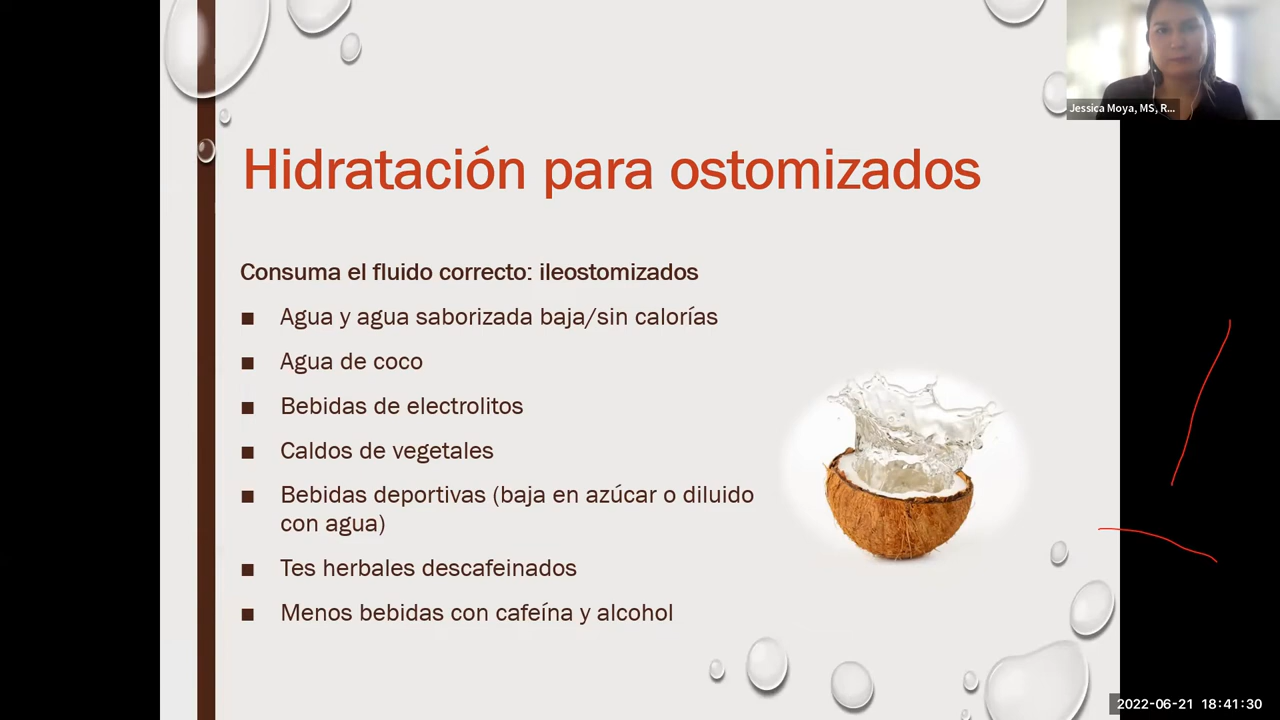 Jessica Moya, MS, R...
Hidratación para ostomizados
Consuma el fluido correcto: ileostomizados
■ Agua y agua saborizada baja/sin calorías
■ Agua de coco
■ Bebidas de electrolitos
■ Caldos de vegetales
■ Bebidas deportivas (baja en azúcar o diluido
con agua)
■ Tes herbales descafeinados
■ Menos bebidas con cafeína y alcohol
2022-06-21 18:41:30